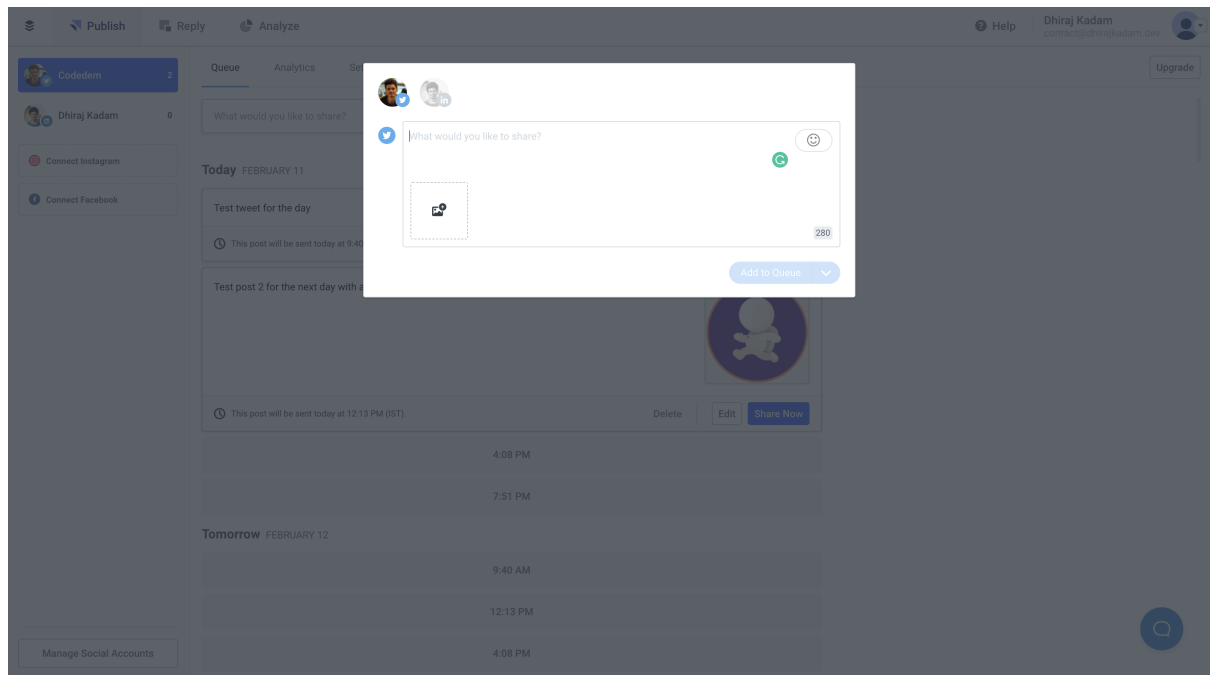 Publish
Reply
Analyze
Help
Dhiraj Kadam
contact@dhirajkadam.dev
Codedem 2
Dhiraj Kadam 0
Connect Instagram
Connect Facebook
Manage Social Accounts
Queue
Analytics
Set
Upgrade
What would you like to share?
Today FEBRUARY 11
Test tweet for the day
This post will be sent today at 9:40
Test post 2 for the next day with a
This post will be sent today at 12:13 PM (IST).
Delete
Edit
Share Now
4:08 PM
7:51 PM
Tomorrow FEBRUARY 12
9:40 AM
12:13 PM
4:08 PM
What would you like to share?
280
Add to Queue